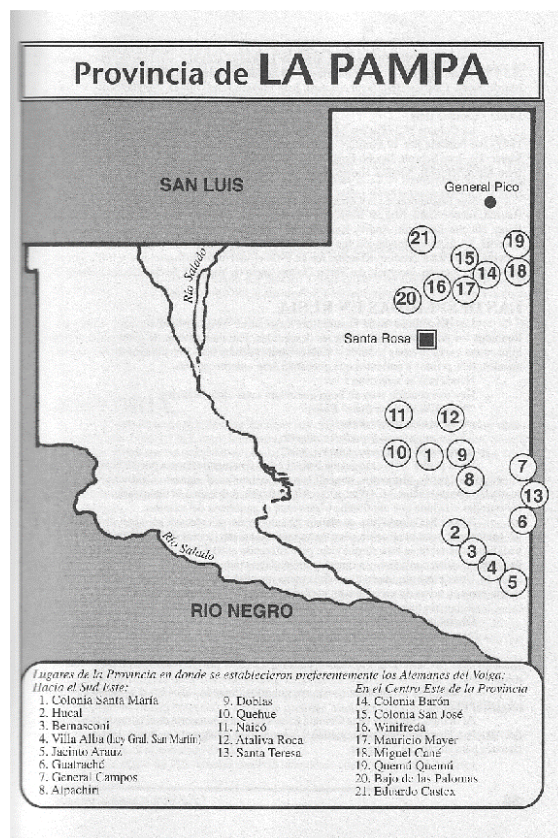 Provincia de LA PAMPA
SAN LUIS
General Pico
21
19
15
14
18
16
17
20
Río Salado
Santa Rosa
11
12
10
1
9
8
7
13
6
2
3
4
5
Río Salado
RIO NEGRO
Lugares de la Provincia en donde se establecieron preferentemente los Alemanes del Volga:
Hacia el Sud Este:
1. Colonia Santa María
2. Hucal
3. Bernasconi
4. Villa Alba (hoy Gral. San Martín)
5. Jacinto Arauz
6. Guatraché
7. General Campos
8. Alpachiri
9. Doblas
10. Quehué
11. Naicó
12. Ataliva Roca
13. Santa Teresa
En el Centro Este de la Provincia
14. Colonia Barón
15. Colonia San José
16. Winifreda
17. Mauricio Mayer
18. Miguel Cané
19. Quemú Quemú
20. Bajo de las Palomas
21. Eduardo Castex